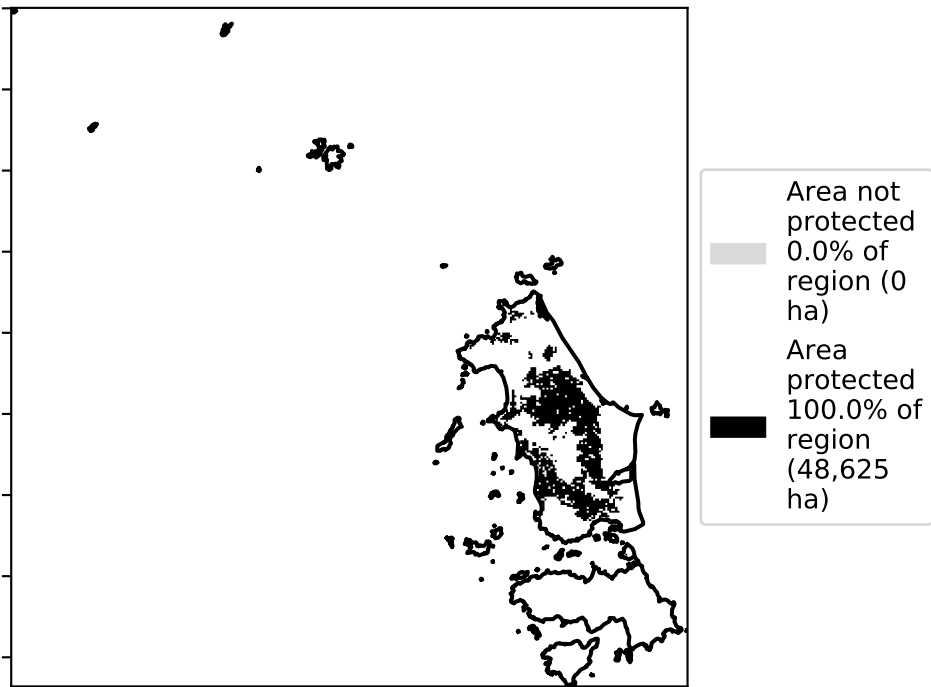 Area not
protected
0.0% of
region (0
ha)
Area
protected
100.0% of
region
(48,625
ha)